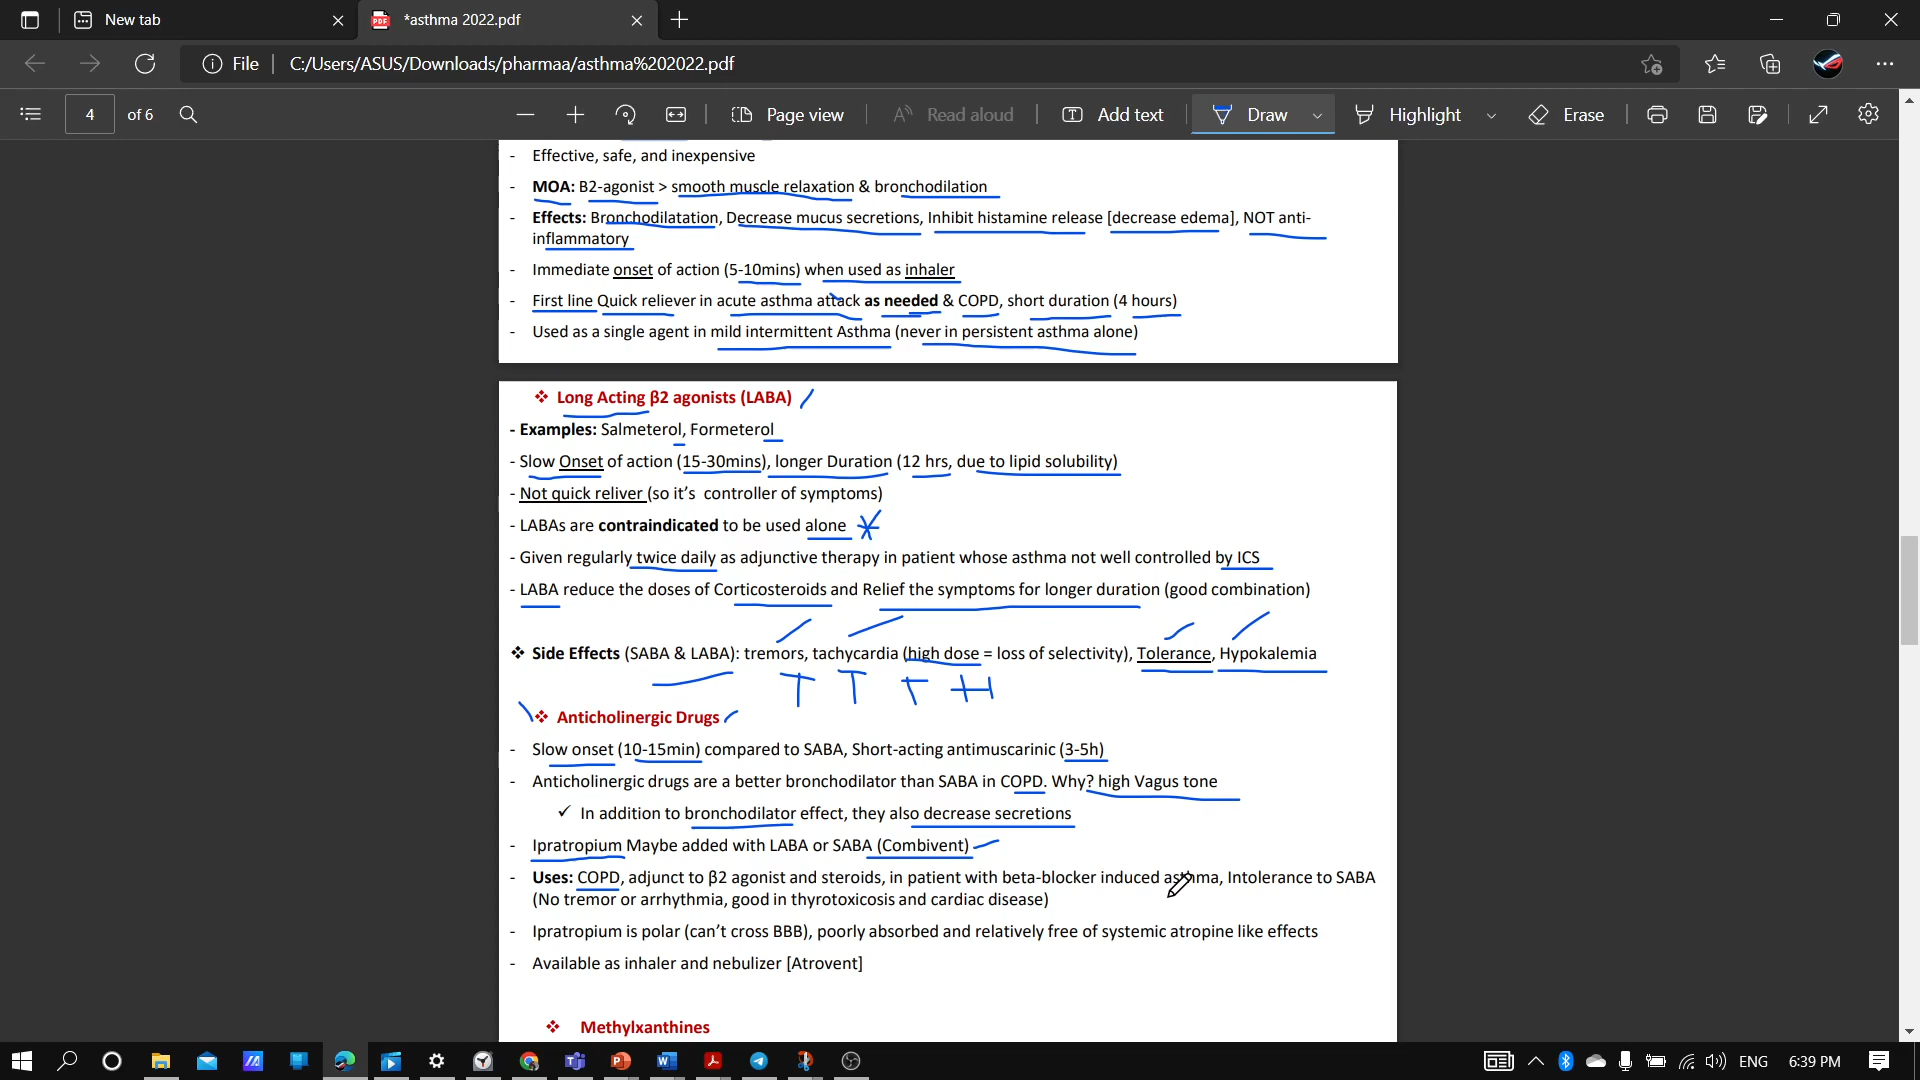 New tab
*asthma 2022.pdf
File
C:/Users/ASUS/Downloads/pharmaa/asthma%202022.pdf
4 of 6
Page view
Read aloud
Add text
Draw
Highlight
Erase
- Effective, safe, and inexpensive
- MOA: B2-agonist > smooth muscle relaxation & bronchodilation
- Effects: Bronchodilatation, Decrease mucus secretions, Inhibit histamine release [decrease edema], NOT anti-
inflammatory
- Immediate onset of action (5-10mins) when used as inhaler
- First line Quick reliever in acute asthma attack as needed & COPD, short duration (4 hours)
- Used as a single agent in mild intermittent Asthma (never in persistent asthma alone)
❖ Long Acting β2 agonists (LABA)
- Examples: Salmeterol, Formeterol
- Slow Onset of action (15-30mins), longer Duration (12 hrs, due to lipid solubility)
- Not quick reliver (so it's controller of symptoms)
- LABAs are contraindicated to be used alone *
- Given regularly twice daily as adjunctive therapy in patient whose asthma not well controlled by ICS
- LABA reduce the doses of Corticosteroids and Relief the symptoms for longer duration (good combination)
❖ Side Effects (SABA & LABA): tremors, tachycardia (high dose = loss of selectivity), Tolerance, Hypokalemia
T T T H
❖ Anticholinergic Drugs
- Slow onset (10-15min) compared to SABA, Short-acting antimuscarinic (3-5h)
- Anticholinergic drugs are a better bronchodilator than SABA in COPD. Why? high Vagus tone
✓ In addition to bronchodilator effect, they also decrease secretions
- Ipratropium Maybe added with LABA or SABA (Combivent)
- Uses: COPD, adjunct to β2 agonist and steroids, in patient with beta-blocker induced asthma, Intolerance to SABA
(No tremor or arrhythmia, good in thyrotoxicosis and cardiac disease)
- Ipratropium is polar (can't cross BBB), poorly absorbed and relatively free of systemic atropine like effects
- Available as inhaler and nebulizer [Atrovent]
❖ Methylxanthines
ENG
6:39 PM